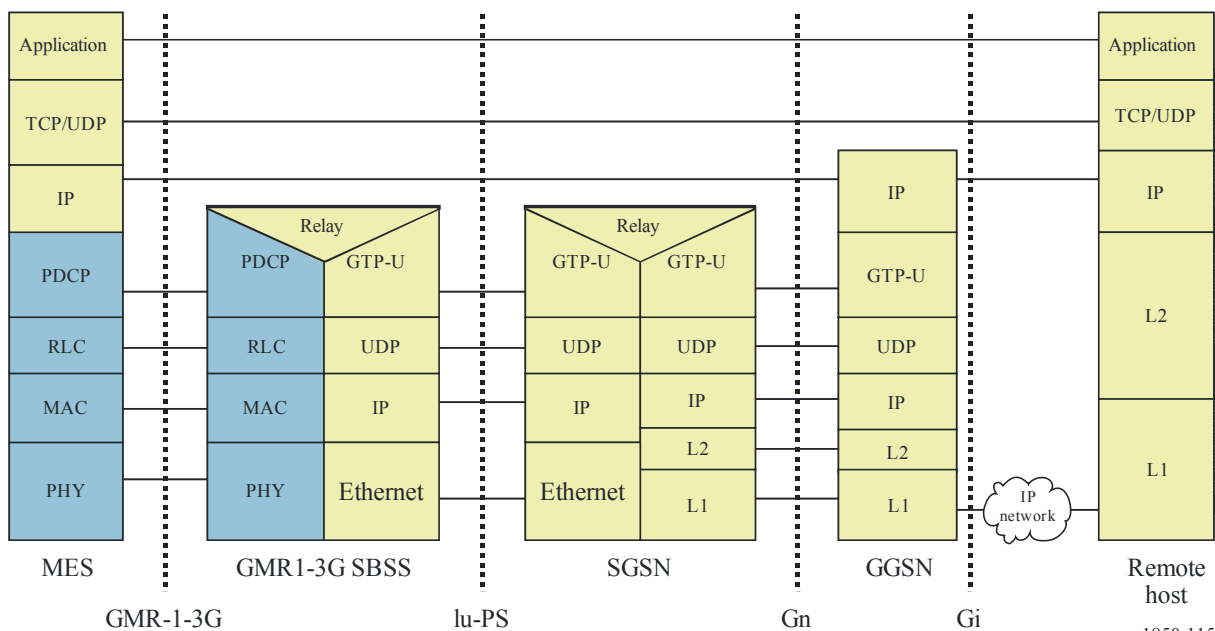 Application
TCP/UDP
IP
PDCP
RLC
MAC
PHY
MES
Relay
PDCP
GTP-U
RLC
UDP
MAC
IP
PHY
Ethernet
GMR1-3G SBSS
Relay
GTP-U
GTP-U
UDP
UDP
IP
IP
L2
Ethernet
L1
SGSN
IP
GTP-U
UDP
IP
L2
L1
GGSN
IP
network
Application
TCP/UDP
IP
L2
L1
Remote
host
GMR-1-3G
lu-PS
Gn
Gi